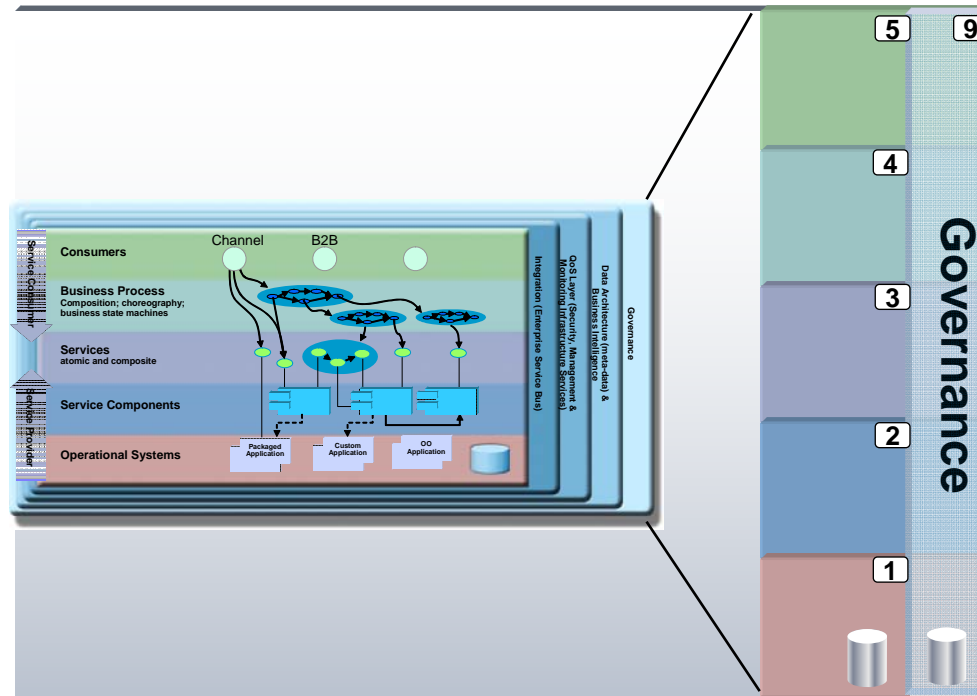 Consumers
Channel
B2B
Business Process
Composition; choreography;
business state machines
Services
atomic and composite
Service Components
Operational Systems
Packaged
Application
Custom
Application
OO
Application
Service Consumer
Service Provider
Integration (Enterprise Service Bus)
QoS Layer (Security, Management &
Monitoring Infrastructure Services)
Data Architecture (meta-data) &
Business Intelligence
Governance
5
9
4
3
2
1
Governance